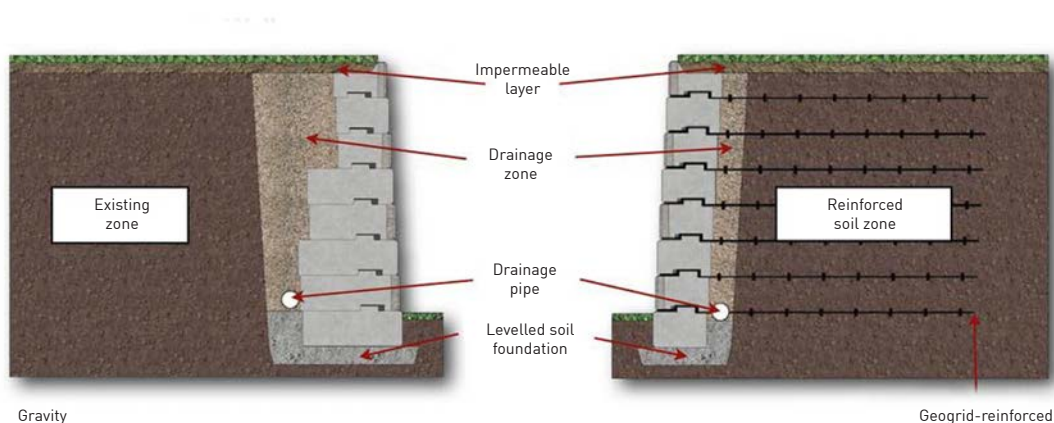 Impermeable
layer
Drainage
zone
Existing
zone
Reinforced
soil zone
Drainage
pipe
Levelled soil
foundation
Gravity
Geogrid-reinforced